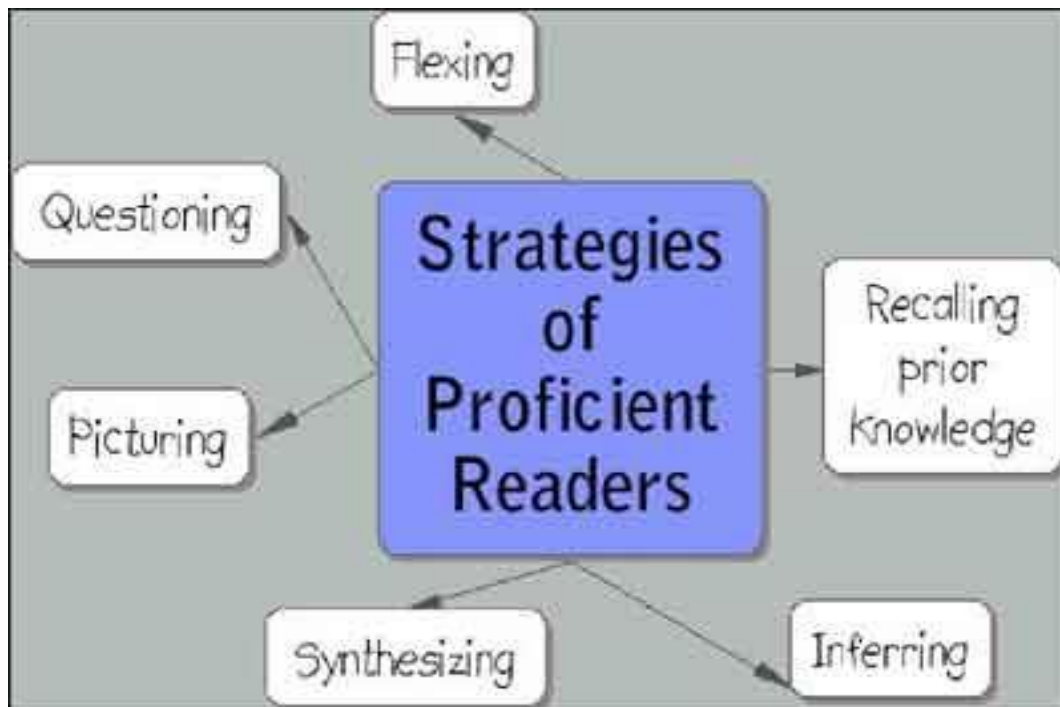 Flexing
Questioning
Strategies
of
Proficient
Readers
Recalling
prior
knowledge
Picturing
Synthesizing
Inferring